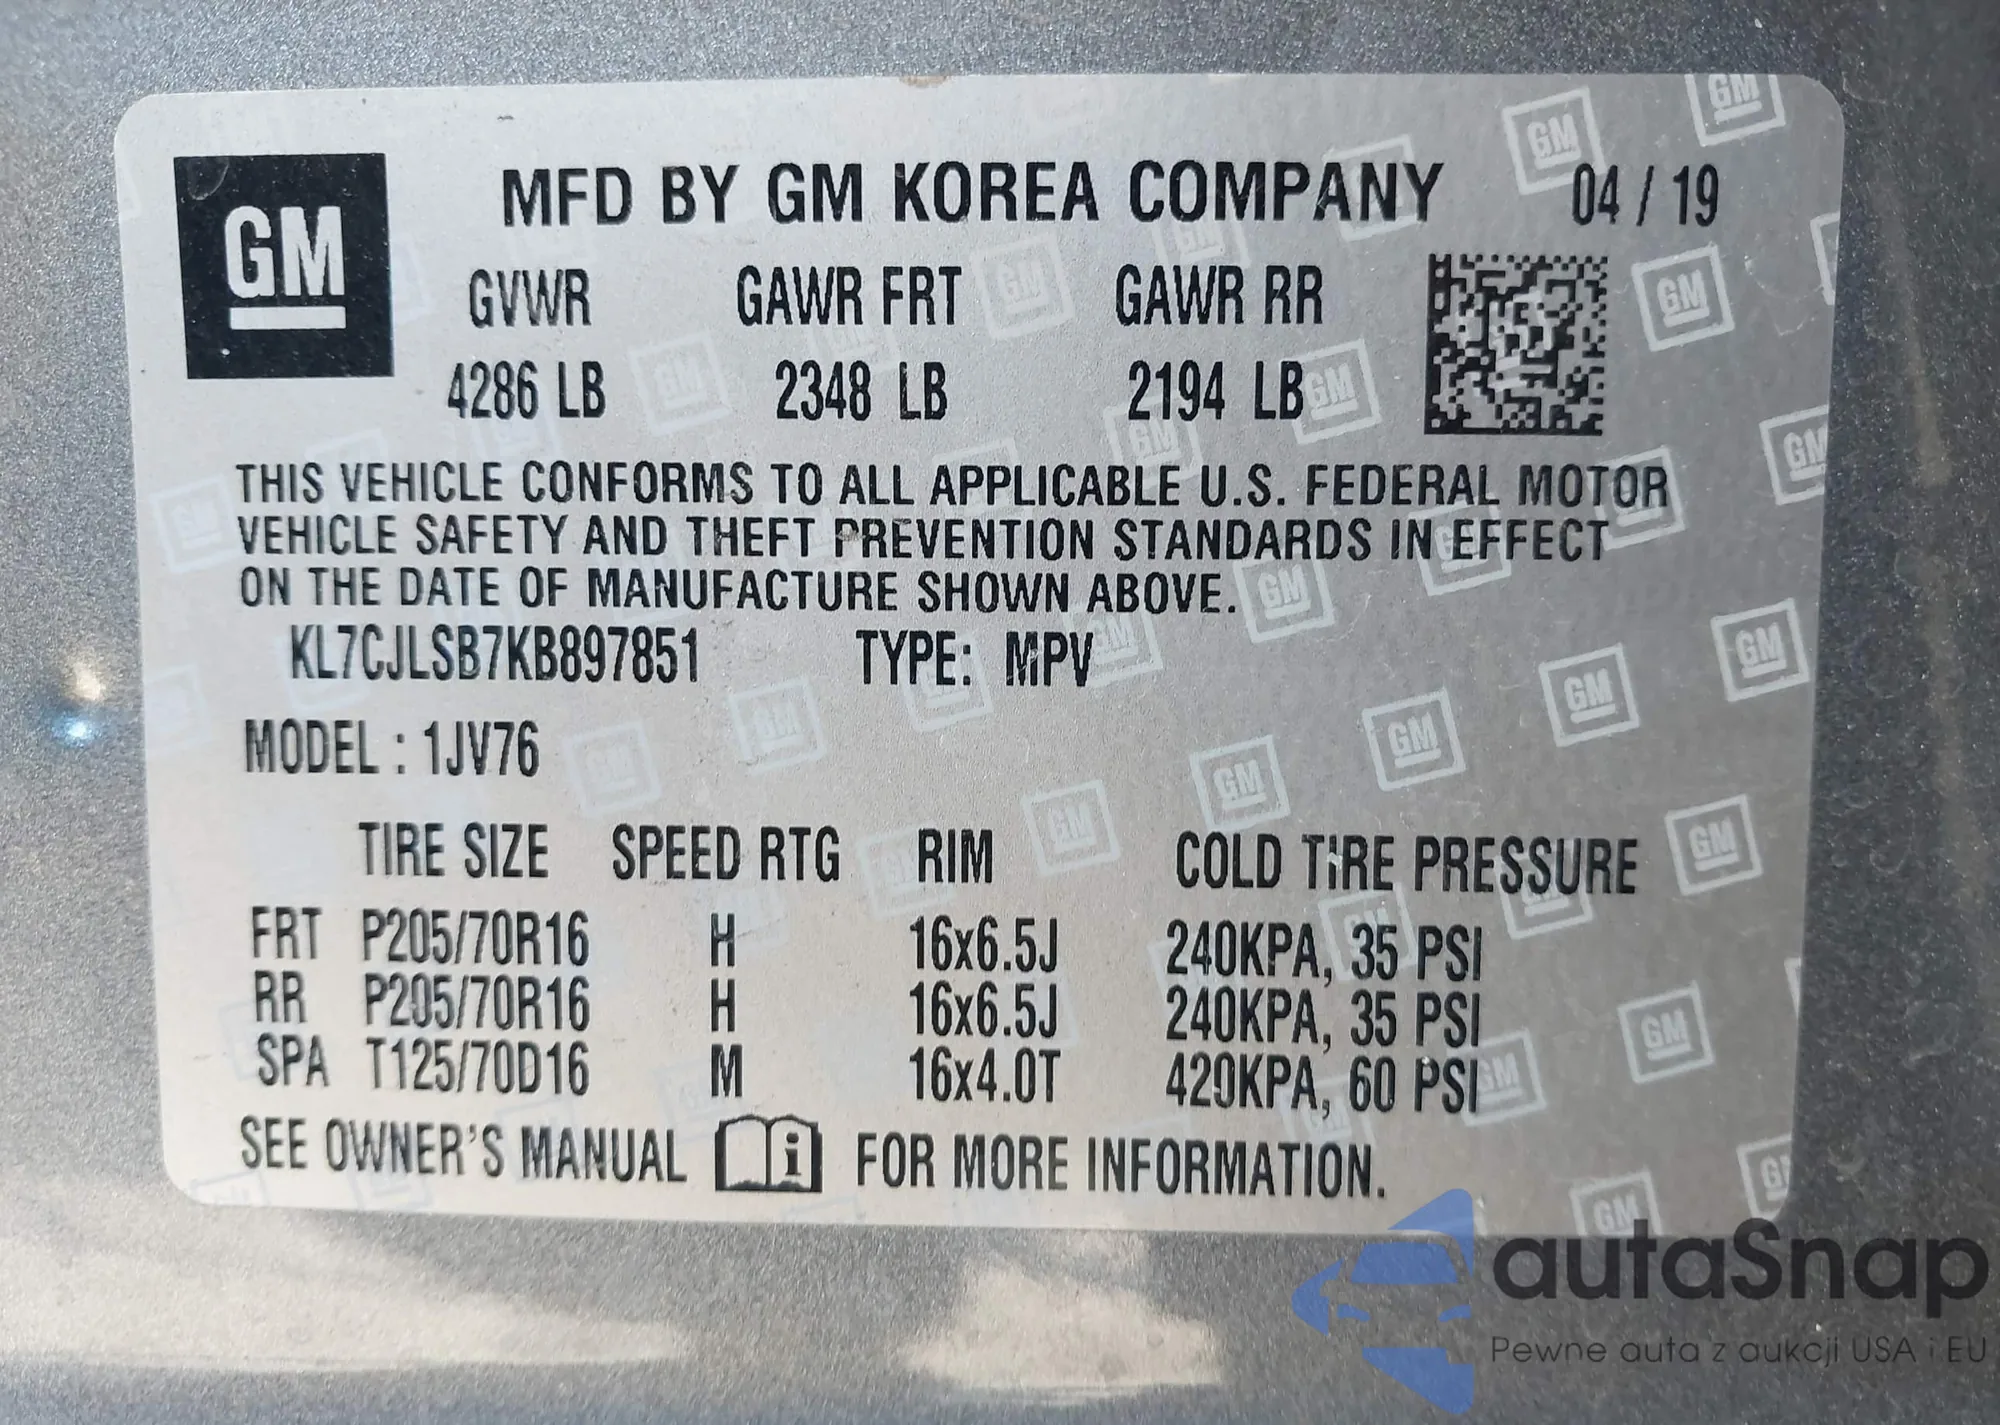 GM
MFD BY GM KOREA COMPANY 04 / 19
GVWR GAWR FRT GAWR RR
4286 LB 2348 LB 2194 LB
THIS VEHICLE CONFORMS TO ALL APPLICABLE U.S. FEDERAL MOTOR
VEHICLE SAFETY AND THEFT PREVENTION STANDARDS IN EFFECT
ON THE DATE OF MANUFACTURE SHOWN ABOVE.
KL7CJLSB7KB897851 TYPE: MPV
MODEL : 1JV76
TIRE SIZE SPEED RTG RIM COLD TIRE PRESSURE
FRT P205/70R16 H 16x6.5J 240KPA, 35 PSI
RR P205/70R16 H 16x6.5J 240KPA, 35 PSI
SPA T125/70D16 M 16x4.0T 420KPA, 60 PSI
SEE OWNER'S MANUAL i FOR MORE INFORMATION.
autaSnap
Pewne auta z aukcji USA i EU